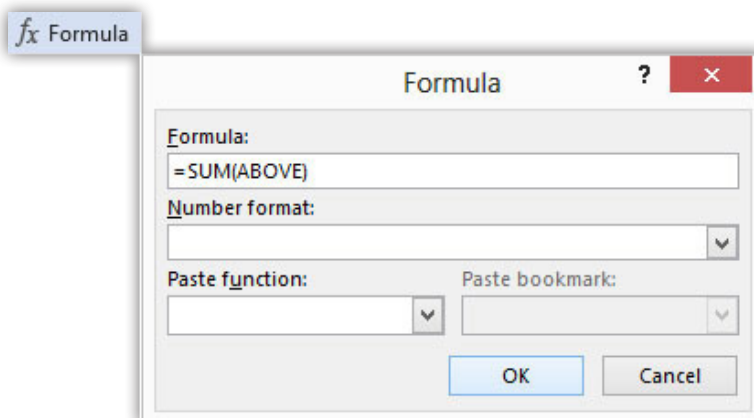 fx Formula
Formula ? ×
Formula:
=SUM(ABOVE)
Number format:
Paste function: Paste bookmark:
OK Cancel